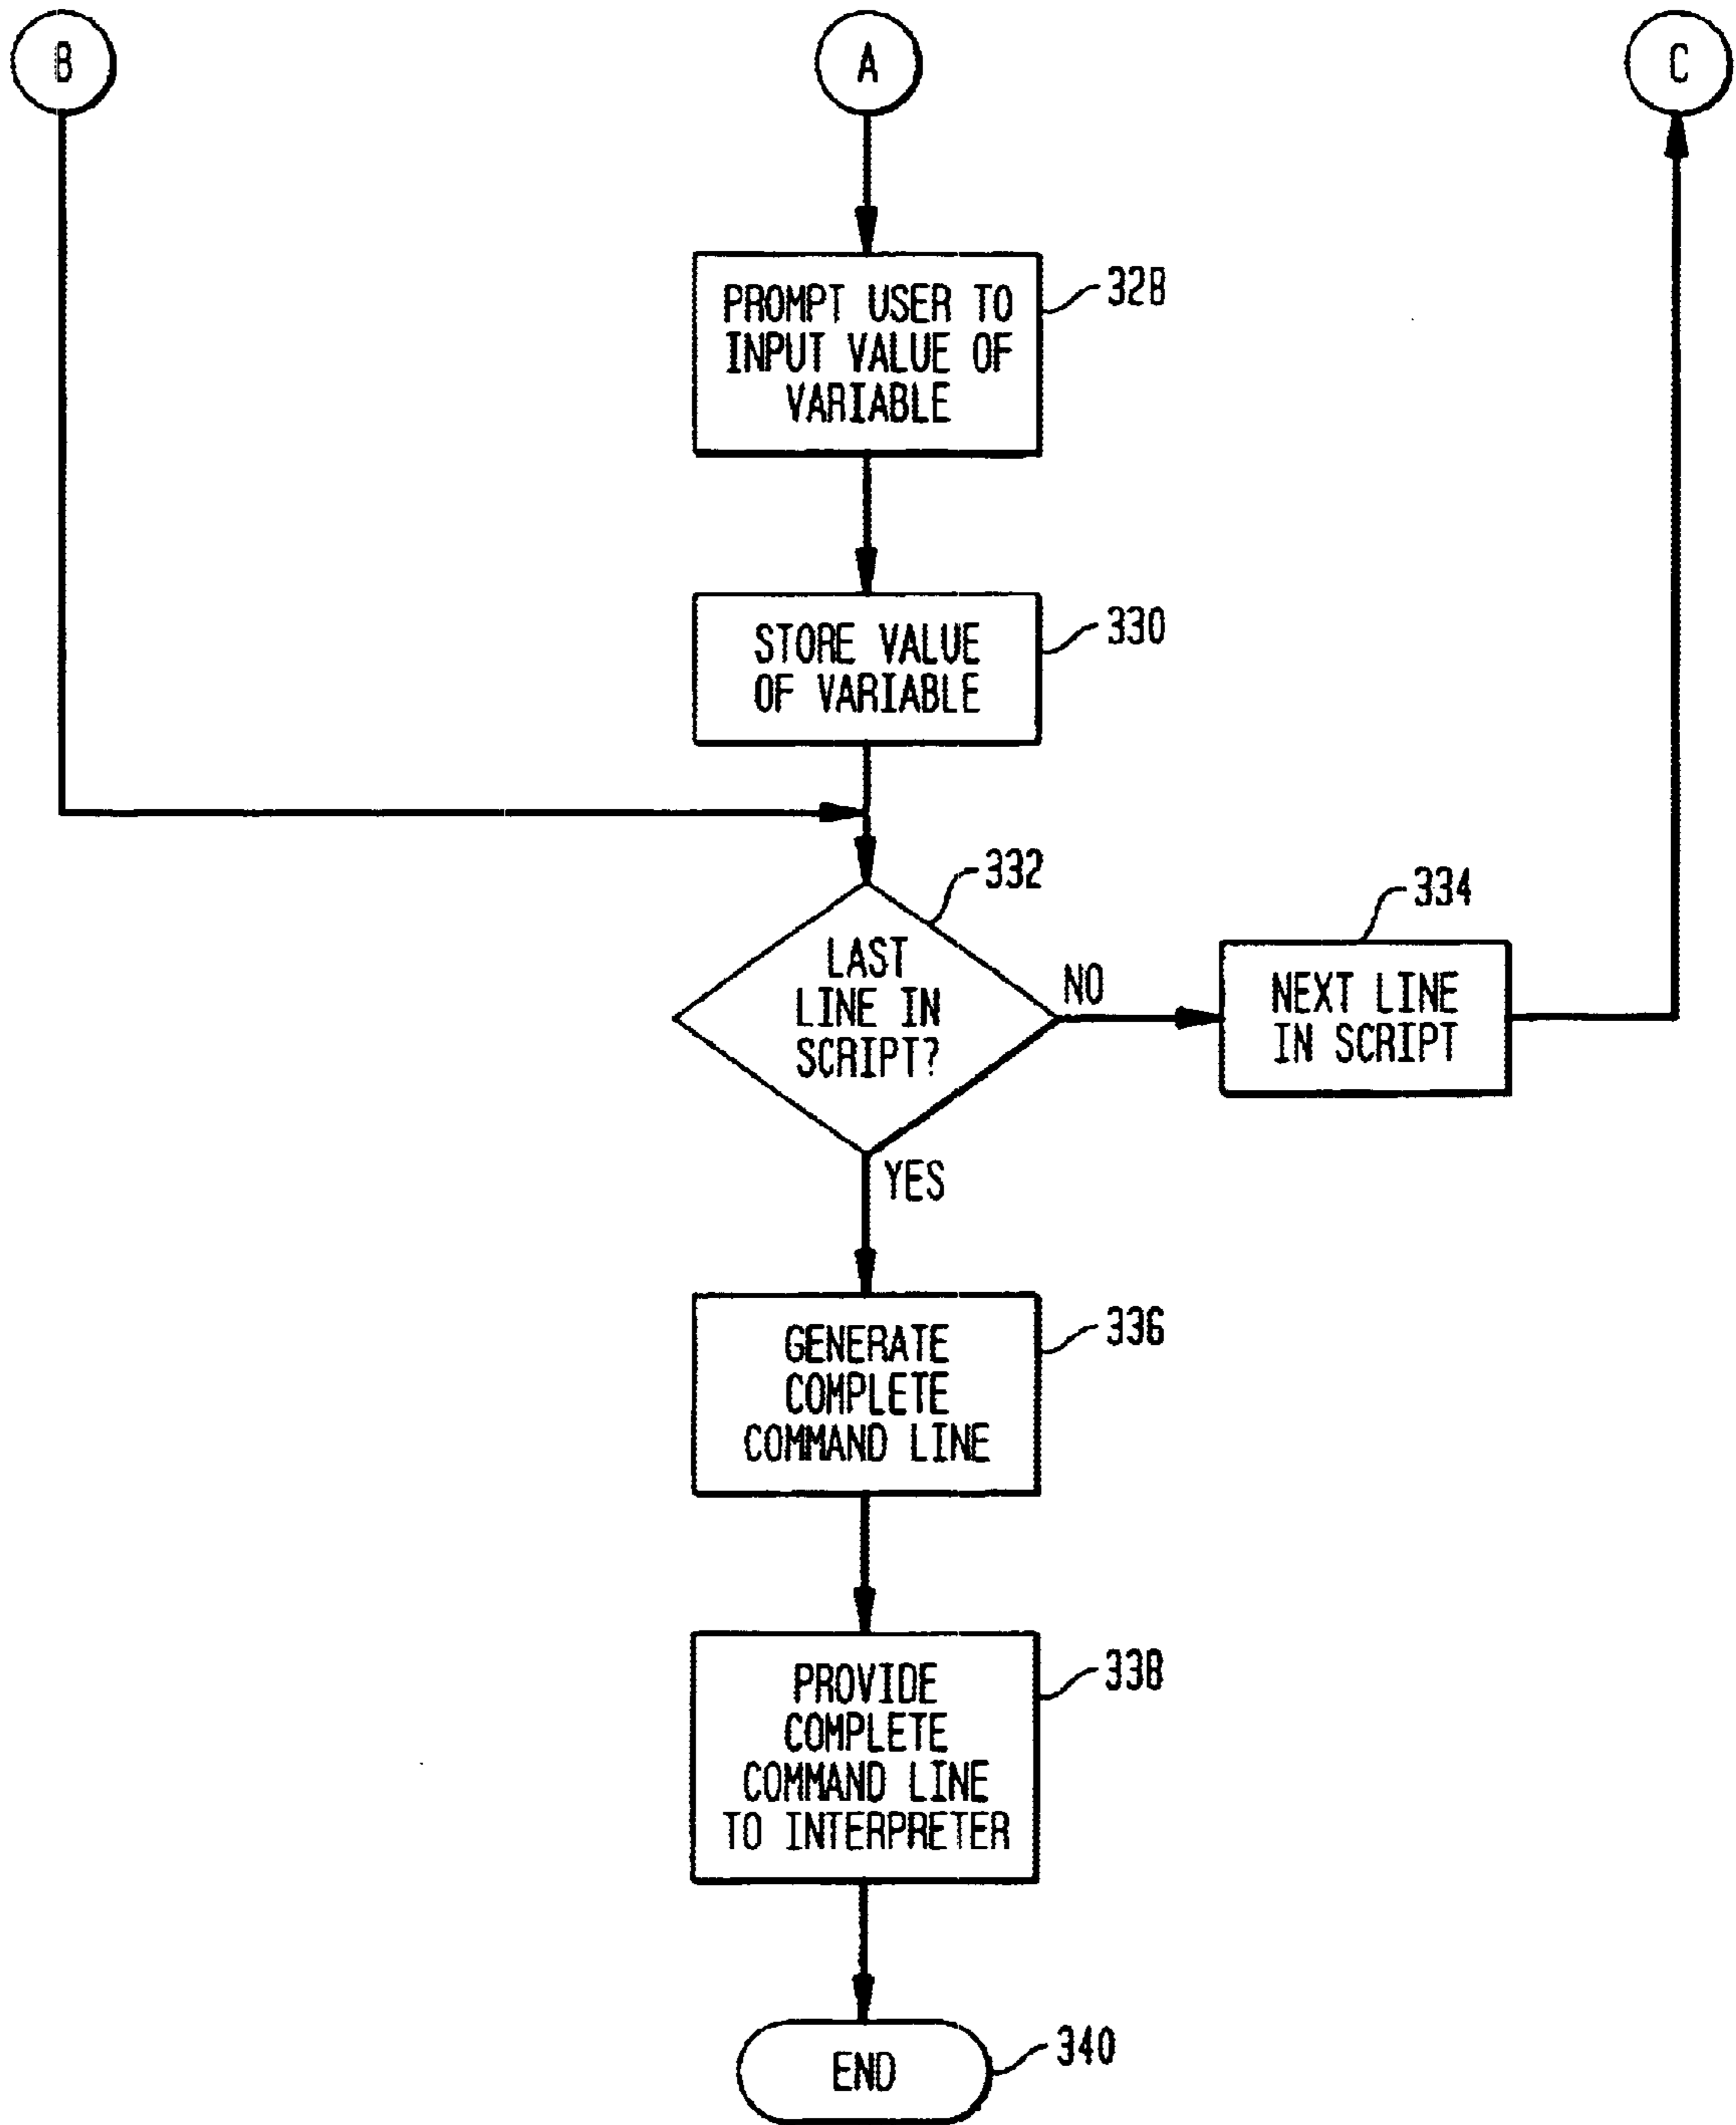 B
A
C
PROMPT USER TO
INPUT VALUE OF
VARIABLE
328
STORE VALUE
OF VARIABLE
330
332
LAST
LINE IN
SCRIPT?
NO
334
NEXT LINE
IN SCRIPT
YES
GENERATE
COMPLETE
COMMAND LINE
336
PROVIDE
COMPLETE
COMMAND LINE
TO INTERPRETER
338
END
340